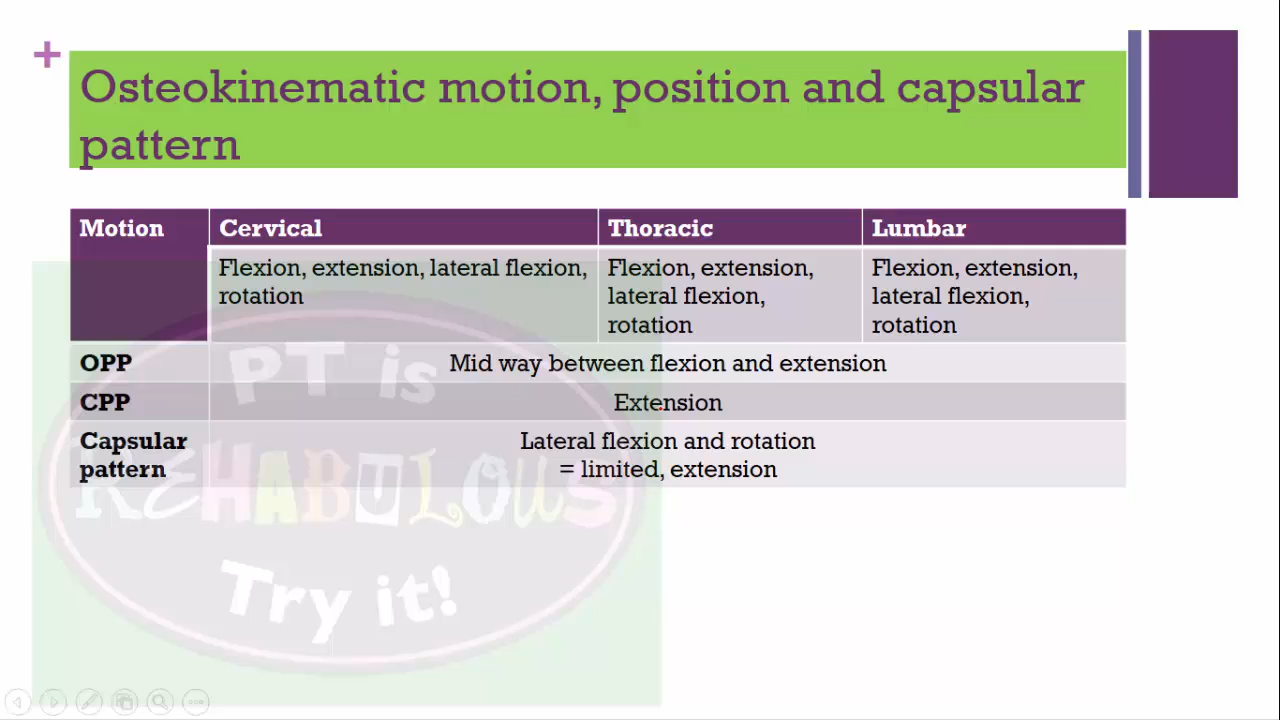 +
Osteokinematic motion, position and capsular
pattern
Motion
Cervical
Thoracic
Lumbar
Flexion, extension, lateral flexion,
rotation
Flexion, extension,
lateral flexion,
rotation
Flexion, extension,
lateral flexion,
rotation
OPP
Mid way between flexion and extension
CPP
Extension
Capsular
pattern
Lateral flexion and rotation
= limited, extension
PT is
REHABULOUS
Try it!